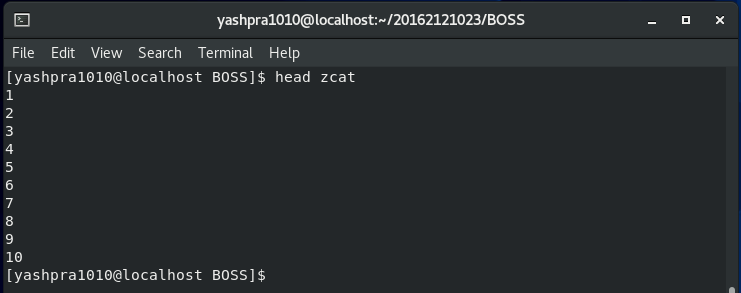 yashpra1010@localhost:~/20162121023/BOSS
File Edit View Search Terminal Help
[yashpra1010@localhost BOSS]$ head zcat
1
2
3
4
5
6
7
8
9
10
[yashpra1010@localhost BOSS]$